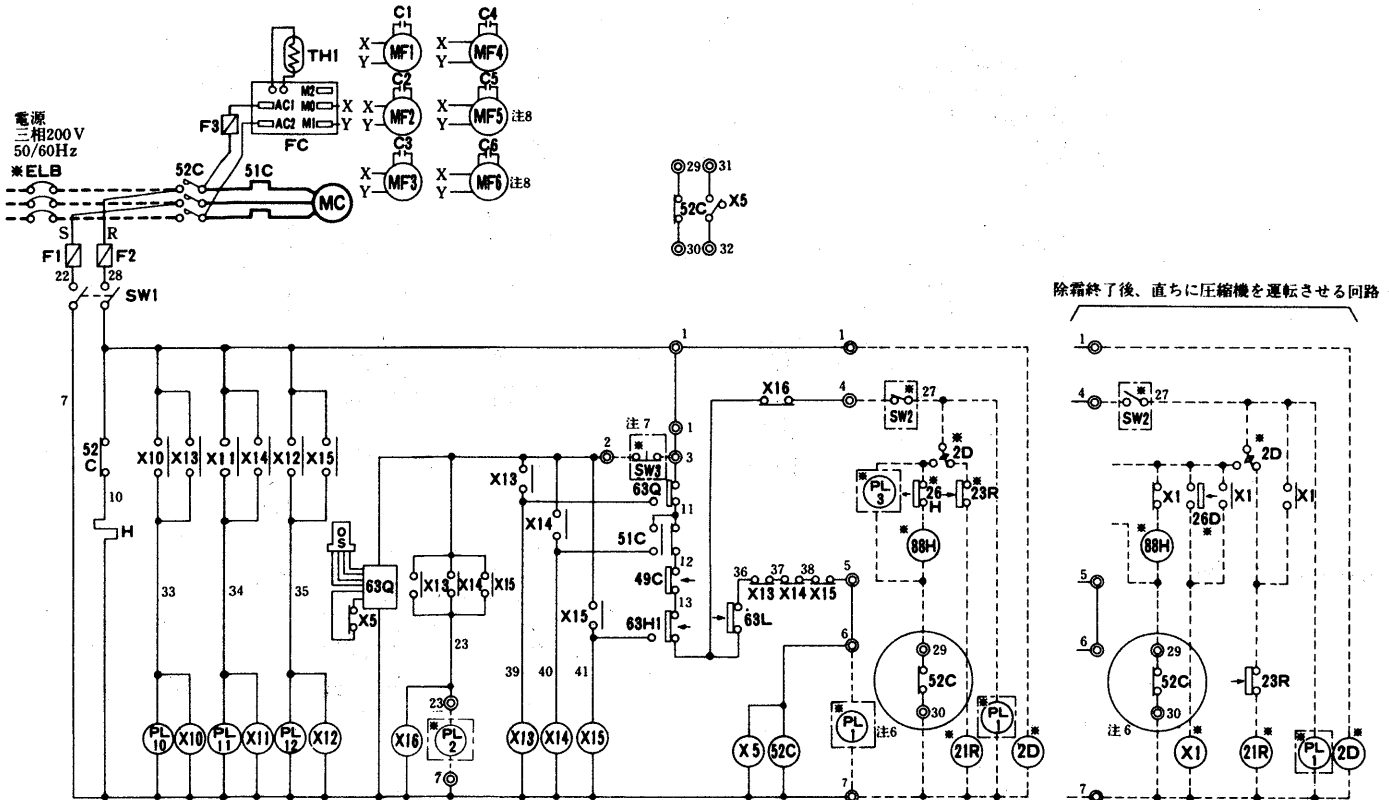 C1
C4
X
Y
MF1
X
Y
MF4
TH1
C2
C5
M2
AC1
M0
X
AC2
M1
Y
FC
F3
X
Y
MF2
X
Y
MF5
注8
C3
C6
X
Y
MF3
X
Y
MF6
注8
電源
三相200V
50/60Hz
※ELB
52C
51C
MC
29
31
52C
X5
30
32
S
R
F1
F2
22
28
SW1
除霜終了後、直ちに圧縮機を運転させる回路
1
1
1
7
X16
4
※
SW2
27
4
※
SW2
27
注7
1
2
※
SW3
3
52
C
X10
X13
X11
X14
X12
X15
X13
63Q
※
2D
※
2D
※
PL
3
26
H
※
23R
※
X1
26D
※
X1
X1
10
H
O
S
63Q
X5
X13
X14
X15
X14
11
51C
12
49C
13
63H1
X15
※
88H
※
88H
36
37
38
5
X13
X14
X15
63L
5
33
34
35
23
39
40
41
6
6
29
52C
30
29
52C
30
注6
23R
23
※
PL
2
7
PL
10
X10
PL
11
X11
PL
12
X12
X16
X13
X14
X15
X5
52C
※
PL
1
注6
※
21R
※
PL
1
※
2D
※
X1
※
21R
※
PL
1
※
2D
7
7